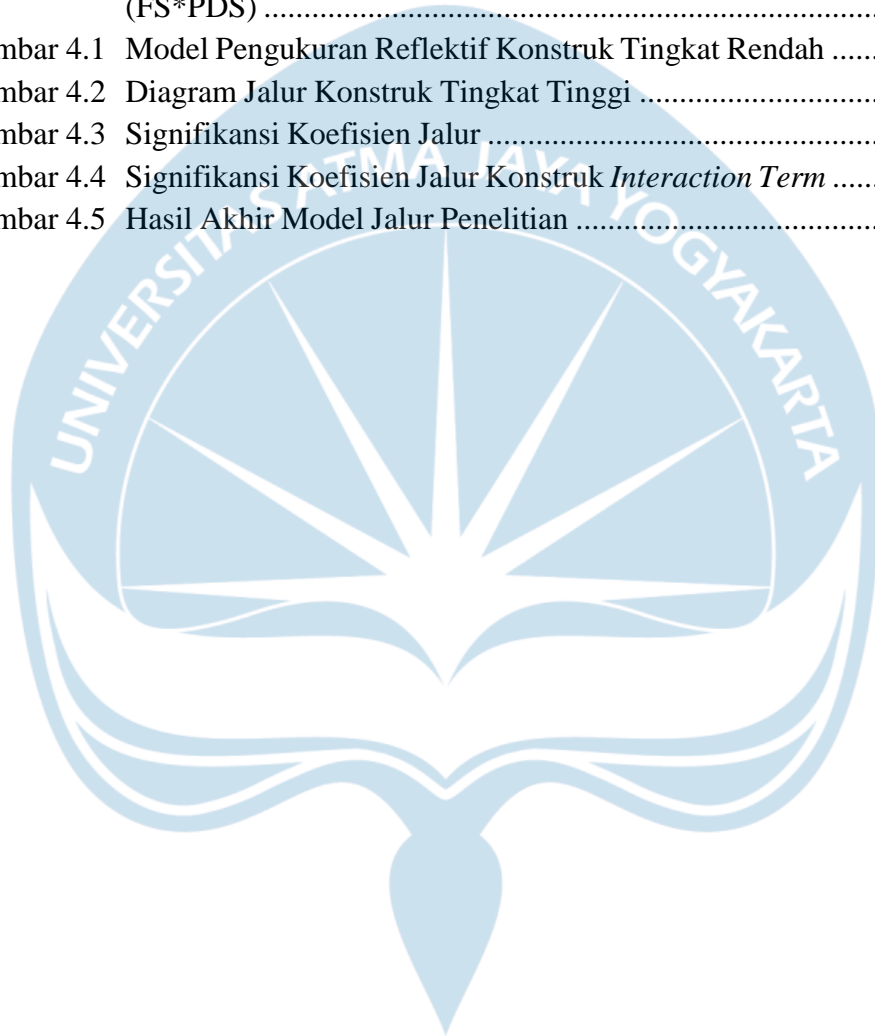 (FS*PDS) ........................................................................
mbar 4.1 Model Pengukuran Reflektif Konstruk Tingkat Rendah ......
mbar 4.2 Diagram Jalur Konstruk Tingkat Tinggi ..............................
mbar 4.3 Signifikansi Koefisien Jalur .................................................
mbar 4.4 Signifikansi Koefisien Jalur Konstruk Interaction Term ......
mbar 4.5 Hasil Akhir Model Jalur Penelitian ......................................
UNIVERSITAS ATMA JAYA YOGYAKARTA